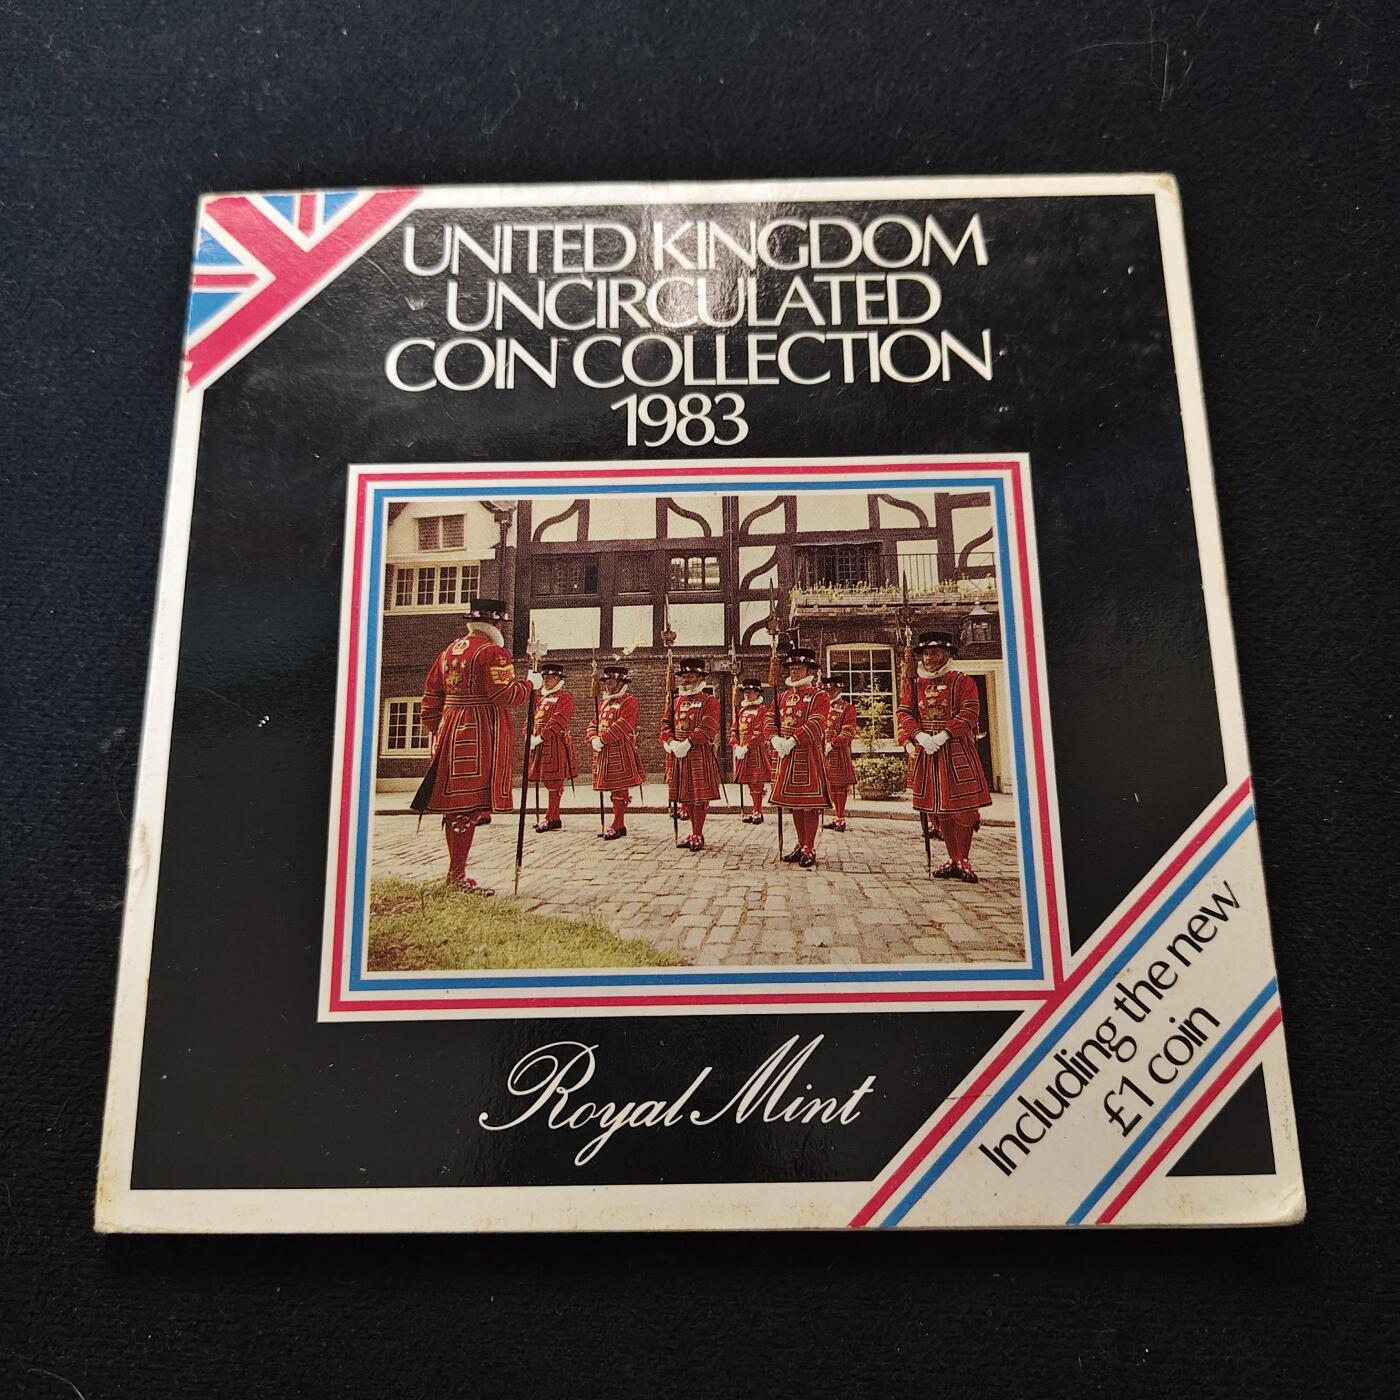 UNITED KINGDOM
UNCIRCULATED
COIN COLLECTION
1983
Royal Mint
Including the new
£1 coin